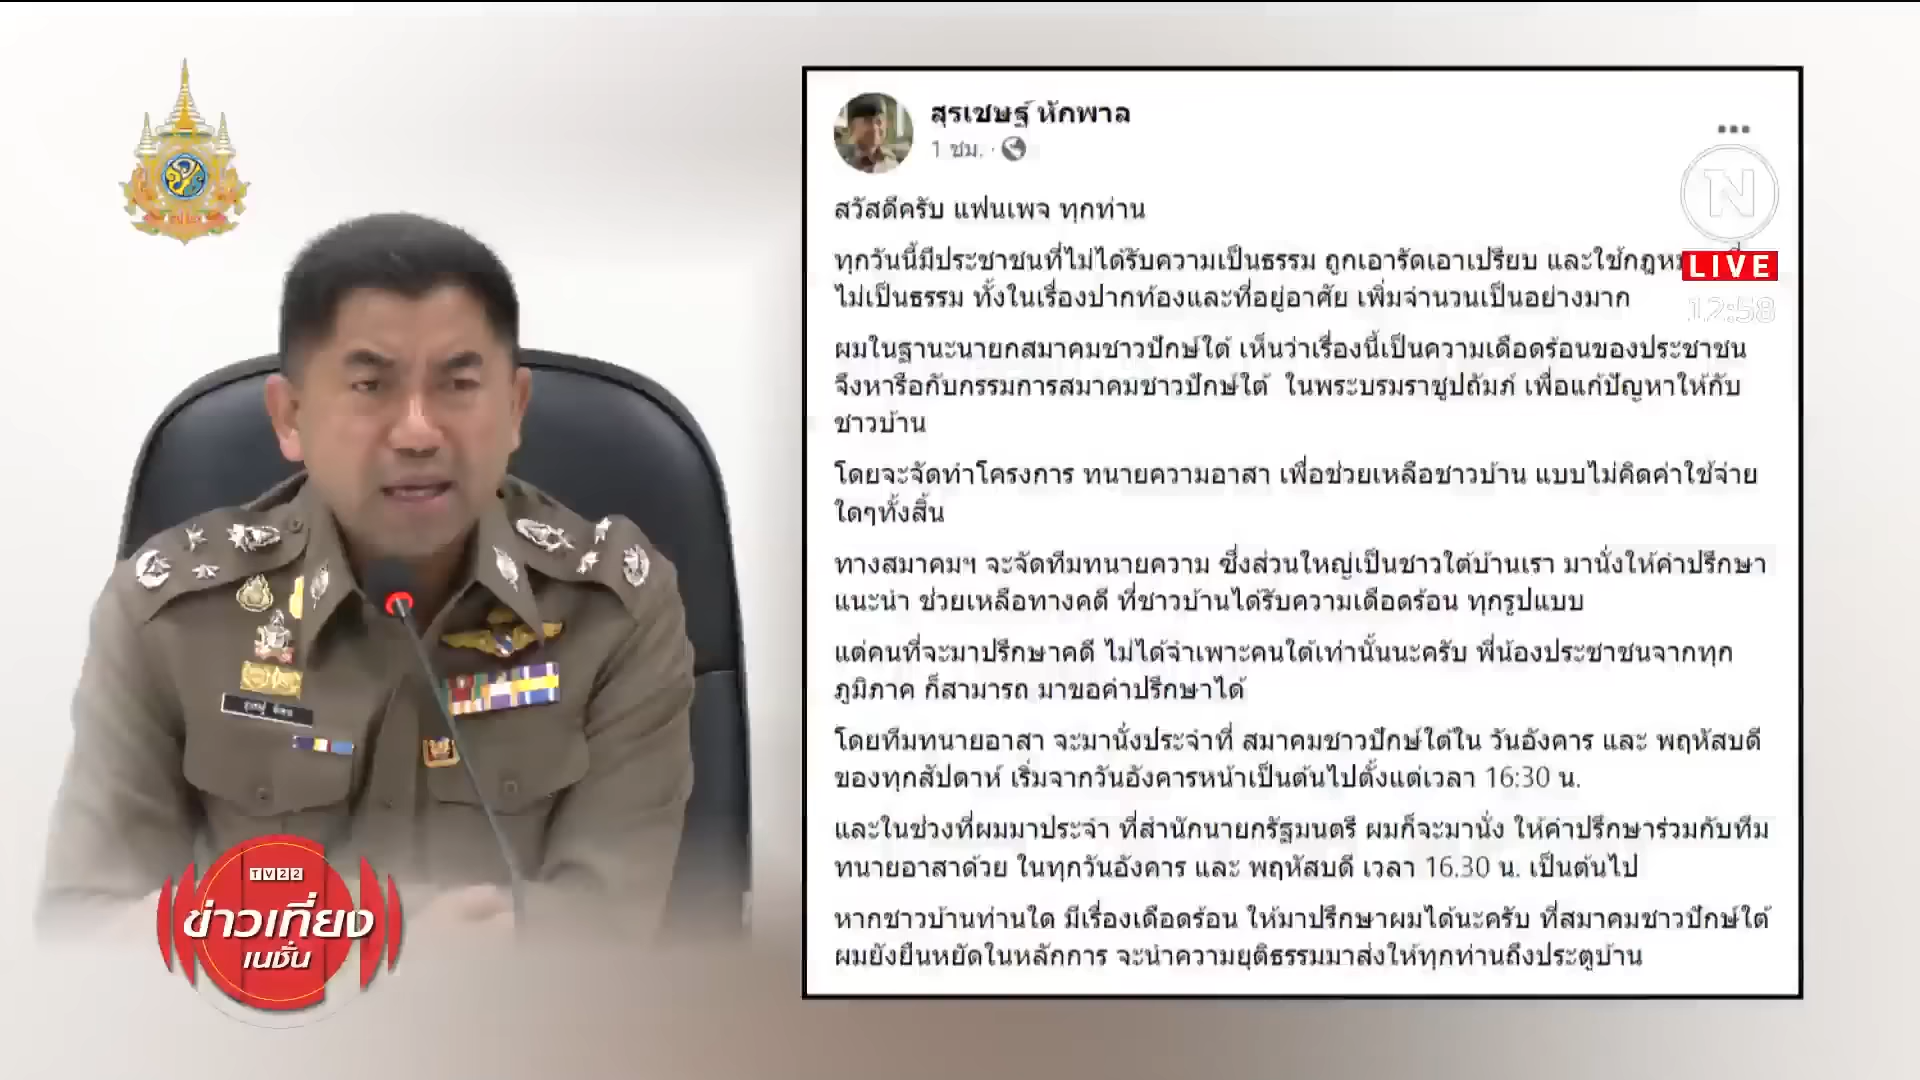 สุรเชษฐ์ หักพาล
1 ชม. ·
สวัสดีครับ แฟนเพจ ทุกท่าน
ทุกวันนี้มีประชาชนที่ไม่ได้รับความเป็นธรรม ถูกเอารัดเอาเปรียบ และใช้กฎหม
ไม่เป็นธรรม ทั้งในเรื่องปากท้องและที่อยู่อาศัย เพิ่มจำนวนเป็นอย่างมาก
ผมในฐานะนายกสมาคมชาวปักษ์ใต้ เห็นว่าเรื่องนี้เป็นความเดือดร้อนของประชาชน
จึงหารือกับกรรมการสมาคมชาวปักษ์ใต้ ในพระบรมราชูปถัมภ์ เพื่อแก้ปัญหาให้กับ
ชาวบ้าน
โดยจะจัดทำโครงการ ทนายความอาสา เพื่อช่วยเหลือชาวบ้าน แบบไม่คิดค่าใช้จ่าย
ใดๆทั้งสิ้น
ทางสมาคมฯ จะจัดทีมทนายความ ซึ่งส่วนใหญ่เป็นชาวใต้บ้านเรา มานั่งให้คำปรึกษา
แนะนำ ช่วยเหลือทางคดี ที่ชาวบ้านได้รับความเดือดร้อน ทุกรูปแบบ
แต่คนที่จะมาปรึกษาคดี ไม่ได้จำเพาะคนใต้เท่านั้นนะครับ พี่น้องประชาชนจากทุก
ภูมิภาค ก็สามารถ มาขอคำปรึกษาได้
โดยทีมทนายอาสา จะมานั่งประจำที่ สมาคมชาวปักษ์ใต้ใน วันอังคาร และ พฤหัสบดี
ของทุกสัปดาห์ เริ่มจากวันอังคารหน้าเป็นต้นไปตั้งแต่เวลา 16:30 น.
และในช่วงที่ผมมาประจำ ที่สำนักนายกรัฐมนตรี ผมก็จะมานั่ง ให้คำปรึกษาร่วมกับทีม
ทนายอาสาด้วย ในทุกวันอังคาร และ พฤหัสบดี เวลา 16.30 น. เป็นต้นไป
หากชาวบ้านท่านใด มีเรื่องเดือดร้อน ให้มาปรึกษาผมได้นะครับ ที่สมาคมชาวปักษ์ใต้
ผมยังยืนหยัดในหลักการ จะนำความยุติธรรมมาส่งให้ทุกท่านถึงประตูบ้าน
N
LIVE
12:58
TV22
ข่าวเที่ยง
เนชั่น